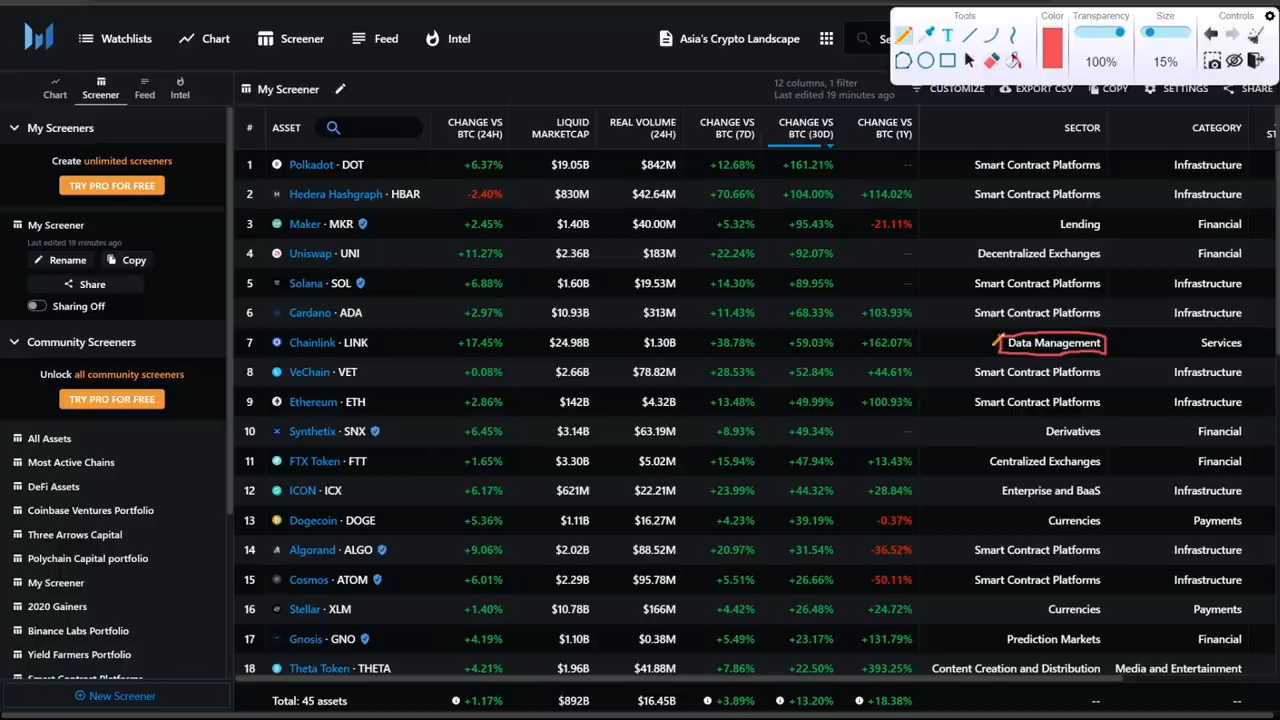 Watchlists Chart Screener Feed Intel Asia's Crypto Landscape
Tools Color Transparency Size Controls
100% 15%
Chart Screener Feed Intel
My Screener
12 columns, 1 filter
Last edited 19 minutes ago
CUSTOMIZE EXPORT CSV COPY SETTINGS SHARE
My Screeners
Create unlimited screeners
TRY PRO FOR FREE
My Screener
Last edited 19 minutes ago
Rename Copy
Share
Sharing Off
Community Screeners
Unlock all community screeners
TRY PRO FOR FREE
All Assets
Most Active Chains
DeFi Assets
Coinbase Ventures Portfolio
Three Arrows Capital
Polychain Capital portfolio
My Screener
2020 Gainers
Binance Labs Portfolio
Yield Farmers Portfolio
Smart Contract Platforms
New Screener
# ASSET CHANGE VS BTC (24H) LIQUID MARKETCAP REAL VOLUME (24H) CHANGE VS BTC (7D) CHANGE VS BTC (30D) CHANGE VS BTC (1Y) SECTOR CATEGORY
1 Polkadot · DOT +6.37% $19.05B $842M +12.68% +161.21% -- Smart Contract Platforms Infrastructure
2 Hedera Hashgraph · HBAR -2.40% $830M $42.64M +70.66% +104.00% +114.02% Smart Contract Platforms Infrastructure
3 Maker · MKR +2.45% $1.40B $40.00M +5.32% +95.43% -21.11% Lending Financial
4 Uniswap · UNI +11.27% $2.36B $183M +22.24% +92.07% -- Decentralized Exchanges Financial
5 Solana · SOL +6.88% $1.60B $19.53M +14.30% +89.95% -- Smart Contract Platforms Infrastructure
6 Cardano · ADA +2.97% $10.93B $313M +11.43% +68.33% +103.93% Smart Contract Platforms Infrastructure
7 Chainlink · LINK +17.45% $24.98B $1.30B +38.78% +59.03% +162.07% Data Management Services
8 VeChain · VET +0.08% $2.66B $78.82M +28.53% +52.84% +44.61% Smart Contract Platforms Infrastructure
9 Ethereum · ETH +2.86% $142B $4.32B +13.48% +49.99% +100.93% Smart Contract Platforms Infrastructure
10 Synthetix · SNX +6.45% $3.14B $63.19M +8.93% +49.34% -- Derivatives Financial
11 FTX Token · FTT +1.65% $3.30B $5.02M +15.94% +47.94% +13.43% Centralized Exchanges Financial
12 ICON · ICX +6.17% $621M $22.21M +23.99% +44.32% +28.84% Enterprise and BaaS Infrastructure
13 Dogecoin · DOGE +5.36% $1.11B $16.27M +4.23% +39.19% -0.37% Currencies Payments
14 Algorand · ALGO +9.06% $2.02B $88.52M +20.97% +31.54% -36.52% Smart Contract Platforms Infrastructure
15 Cosmos · ATOM +6.01% $2.29B $95.78M +5.51% +26.66% -50.11% Smart Contract Platforms Infrastructure
16 Stellar · XLM +1.40% $10.78B $166M +4.42% +26.48% +24.72% Currencies Payments
17 Gnosis · GNO +4.19% $1.10B $0.38M +5.49% +23.17% +131.79% Prediction Markets Financial
18 Theta Token · THETA +4.21% $1.96B $41.88M +7.86% +22.50% +393.25% Content Creation and Distribution Media and Entertainment
Total: 45 assets +1.17% $892B $16.45B +3.89% +13.20% +18.38% -- --